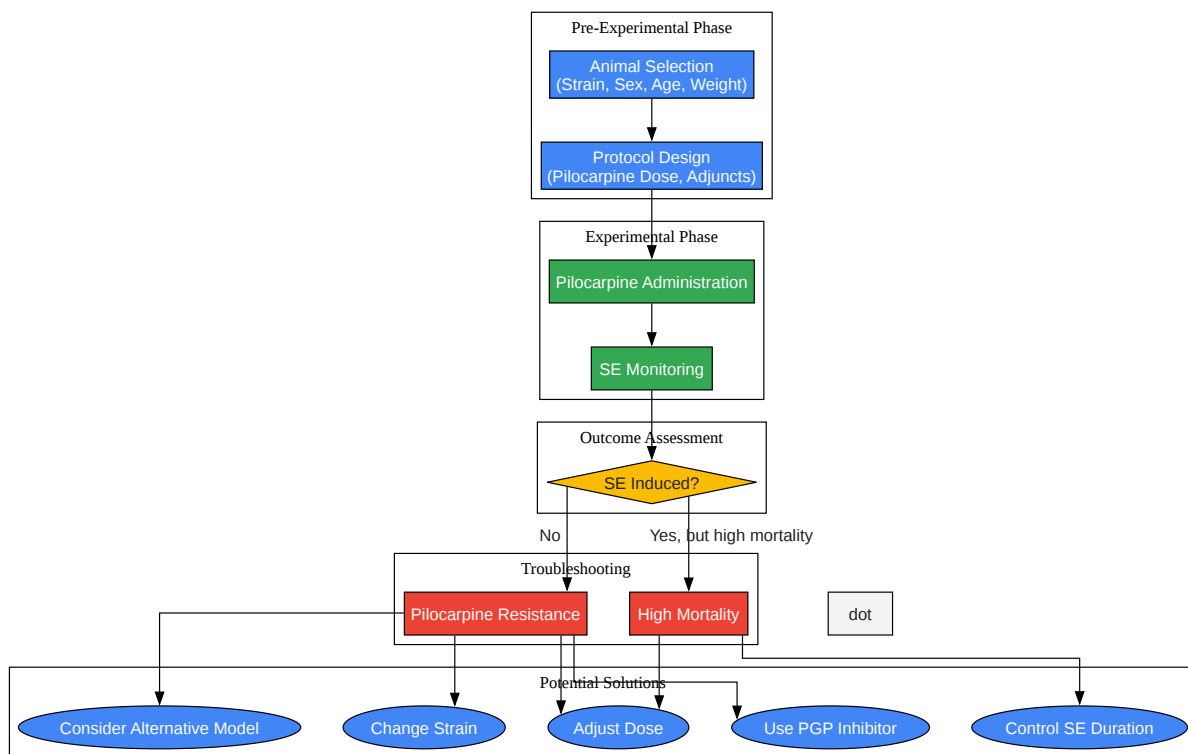 Pre-Experimental Phase
Animal Selection
(Strain, Sex, Age, Weight)
Protocol Design
(Pilocarpine Dose, Adjuncts)
Experimental Phase
Pilocarpine Administration
SE Monitoring
Outcome Assessment
SE Induced?
No
Yes, but high mortality
Troubleshooting
Pilocarpine Resistance
High Mortality
dot
Potential Solutions
Consider Alternative Model
Change Strain
Adjust Dose
Use PGP Inhibitor
Control SE Duration